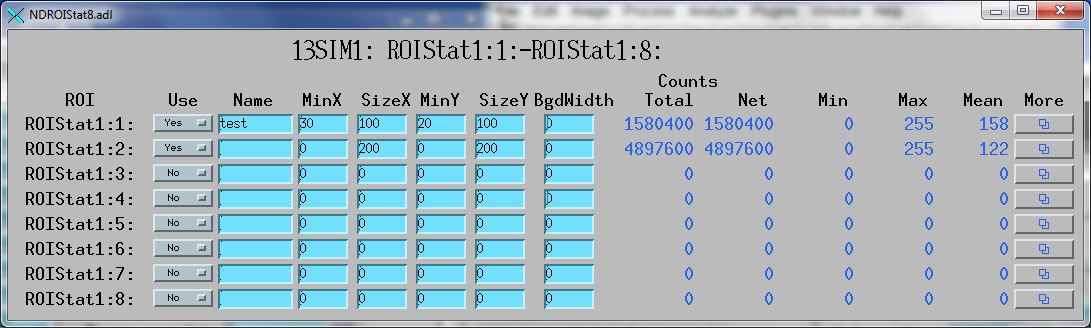 NDROIStat8.adl
13SIM1: ROIStat1:1:-ROIStat1:8:
Counts
ROI Use Name MinX SizeX MinY SizeY BgdWidth Total Net Min Max Mean More
ROIStat1:1: Yes test 30 100 20 100 0 1580400 1580400 0 255 158
ROIStat1:2: Yes 0 200 0 200 0 4897600 4897600 0 255 122
ROIStat1:3: No 0 0 0 0 0 0 0 0 0 0
ROIStat1:4: No 0 0 0 0 0 0 0 0 0 0
ROIStat1:5: No 0 0 0 0 0 0 0 0 0 0
ROIStat1:6: No 0 0 0 0 0 0 0 0 0 0
ROIStat1:7: No 0 0 0 0 0 0 0 0 0 0
ROIStat1:8: No 0 0 0 0 0 0 0 0 0 0